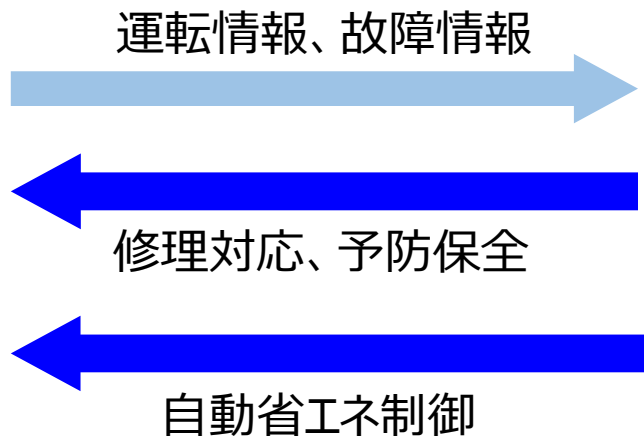 運転情報、故障情報
修理対応、予防保全
自動省エネ制御